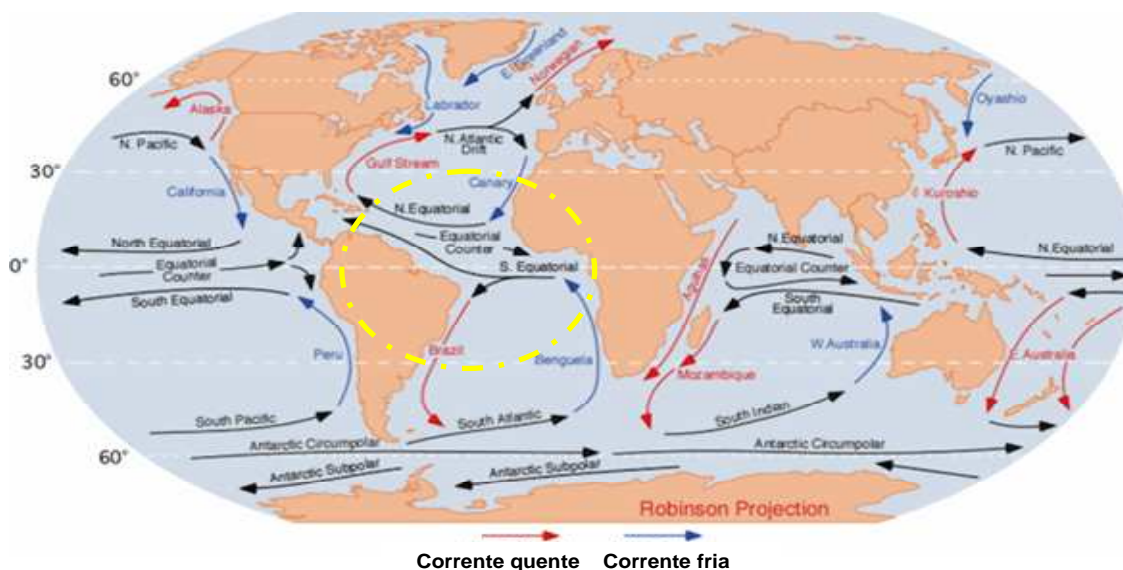 E. Greenland
Norwegian
60°
Alaska
Labrador
Oyashio
N. Pacific
N. Atlantic
Drift
N. Pacific
Gulf Stream
30°
California
Canary
Kuroshio
N.Equatorial
North Equatorial
Equatorial
Counter
N.Equatorial
N.Equatorial
0°
Equatorial
Counter
S. Equatorial
Equatorial Counter
South Equatorial
Agulhas
South
Equatorial
Peru
Brazil
Benguela
W.Australia
E.Australia
30°
Mozambique
South Pacific
South Atlantic
South Indian
Antarctic Circumpolar
Antarctic Circumpolar
60°
Antarctic Subpolar
Antarctic Subpolar
Robinson Projection
Corrente quente Corrente fria